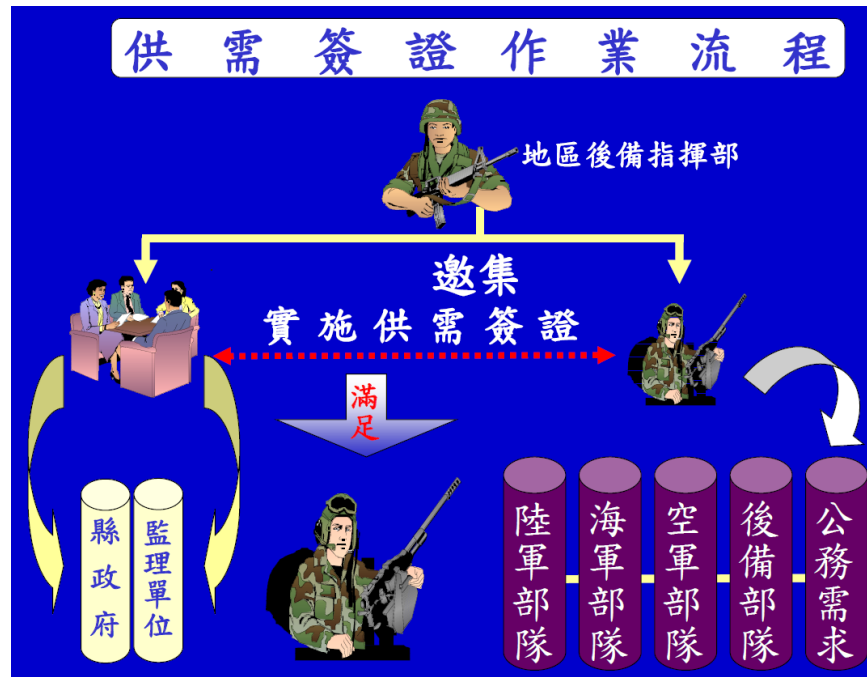 供需簽證作業流程
地區後備指揮部
邀集
實施供需簽證
滿足
縣政府
監理單位
陸軍部隊
海軍部隊
空軍部隊
後備部隊
公務需求